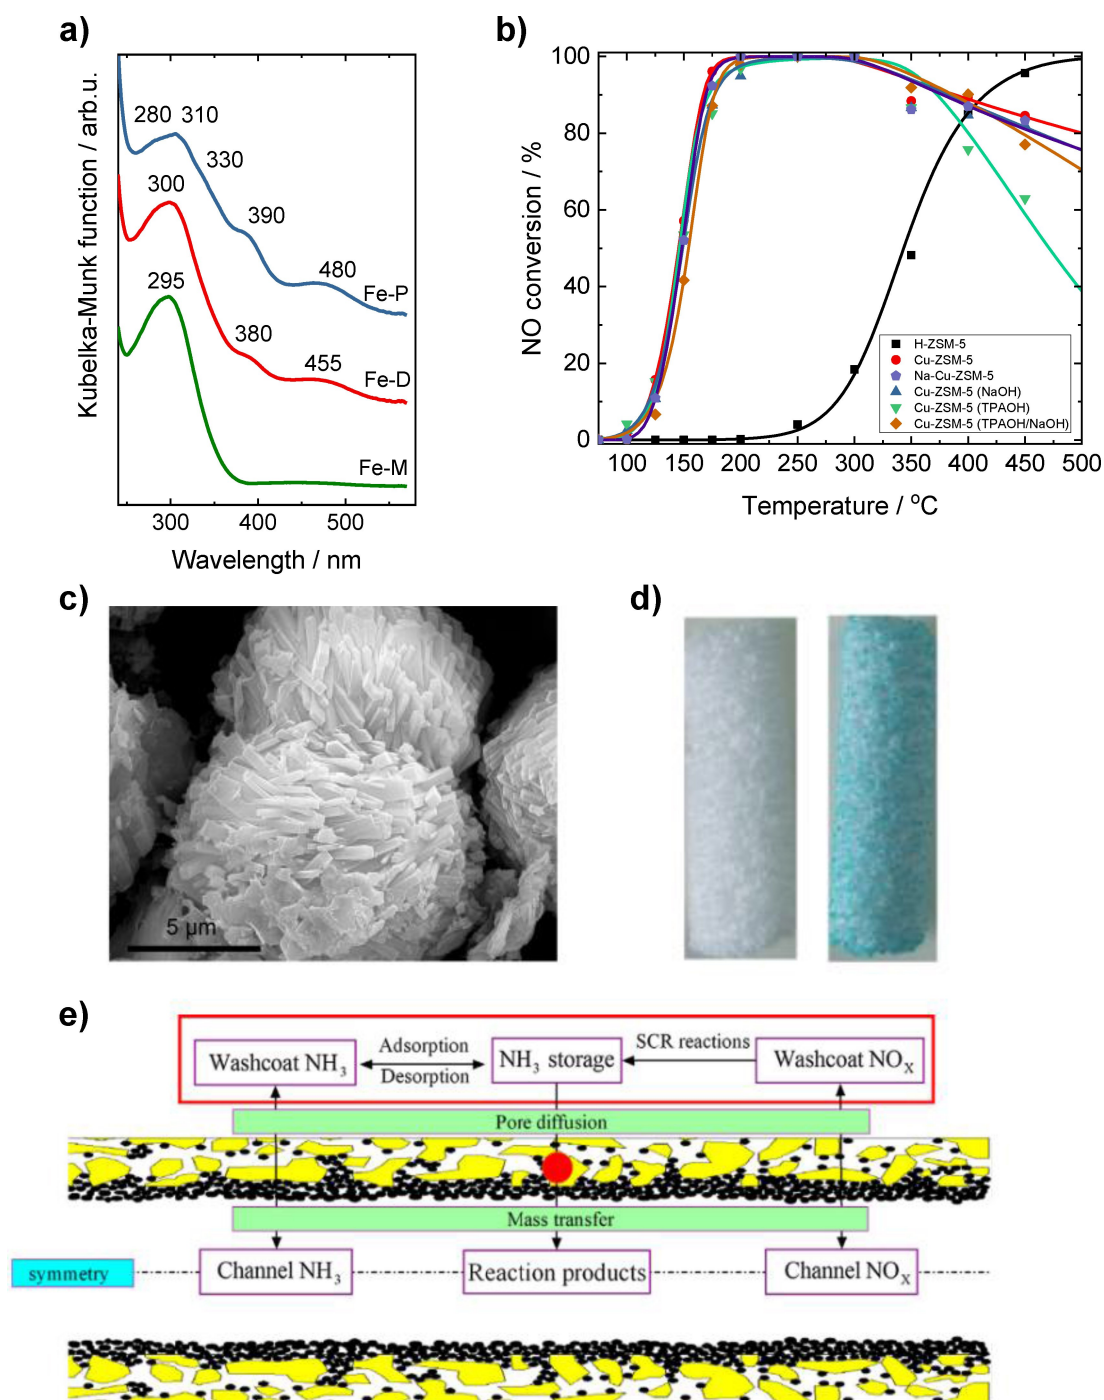 a)
Kubelka-Munk function / arb.u.
280 310
330
300
390
295
480
Fe-P
380
455
Fe-D
Fe-M
300 400 500
Wavelength / nm
b)
NO conversion / %
100
80
60
40
20
0
H-ZSM-5
Cu-ZSM-5
Na-Cu-ZSM-5
Cu-ZSM-5 (NaOH)
Cu-ZSM-5 (TPAOH)
Cu-ZSM-5 (TPAOH/NaOH)
100 150 200 250 300 350 400 450 500
Temperature / °C
c)
5 µm
d)
e)
Washcoat NH₃
Adsorption
Desorption
NH₃ storage
SCR reactions
Washcoat NOₓ
Pore diffusion
Mass transfer
symmetry
Channel NH₃
Reaction products
Channel NOₓ